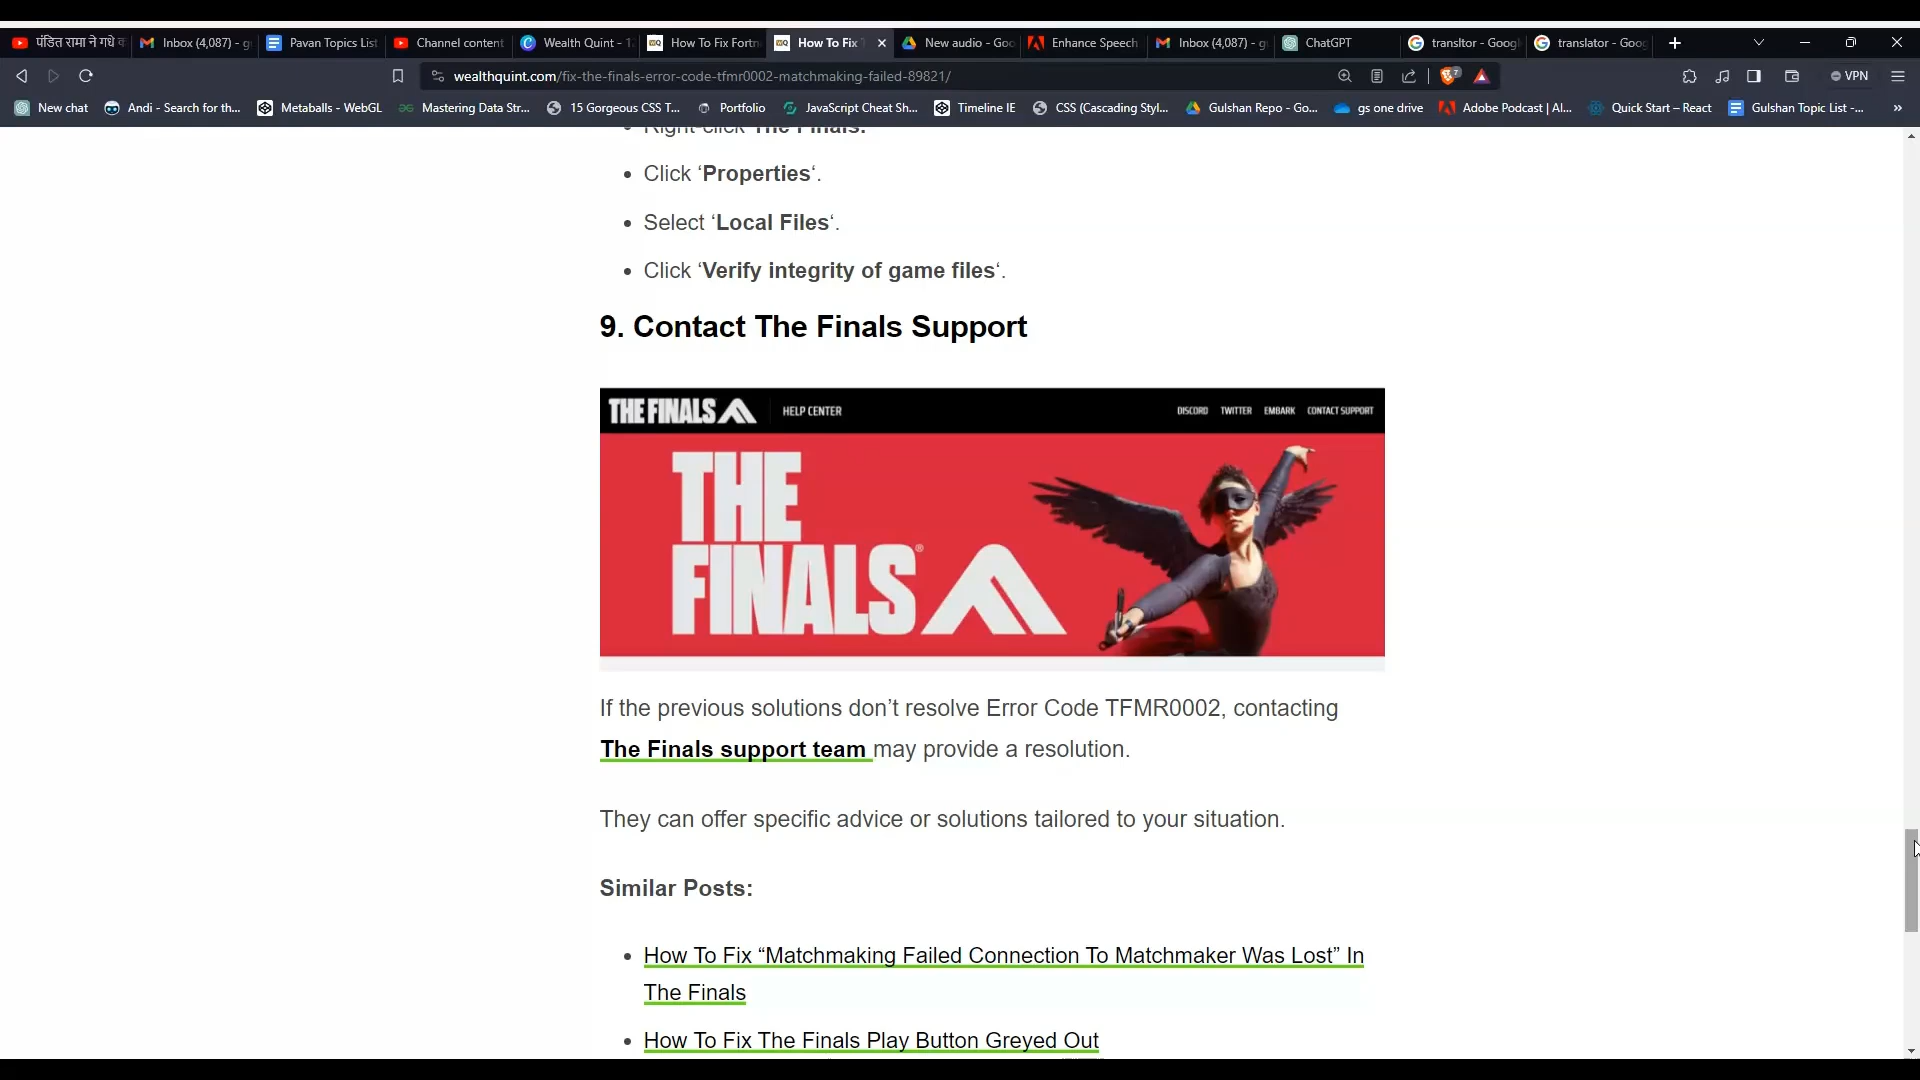 पंडित रामा ने गधे क
Inbox (4,087) - g
Pavan Topics List
Channel content
Wealth Quint - 1
How To Fix Fortn
How To Fix T
New audio - Goo
Enhance Speech
Inbox (4,087) - g
ChatGPT
transltor - Googl
translator - Goog
wealthquint.com/fix-the-finals-error-code-tfmr0002-matchmaking-failed-89821/
VPN
New chat
Andi - Search for th...
Metaballs - WebGL
Mastering Data Str...
15 Gorgeous CSS T...
Portfolio
JavaScript Cheat Sh...
Timeline IE
CSS (Cascading Styl...
Gulshan Repo - Go...
gs one drive
Adobe Podcast | AI...
Quick Start – React
Gulshan Topic List -...
»
• Right-click The Finals.
• Click ‘Properties‘.
• Select ‘Local Files‘.
• Click ‘Verify integrity of game files‘.
9. Contact The Finals Support
THE FINALS HELP CENTER DISCORD TWITTER EMBARK CONTACT SUPPORT
THE
FINALS®
If the previous solutions don’t resolve Error Code TFMR0002, contacting
The Finals support team may provide a resolution.
They can offer specific advice or solutions tailored to your situation.
Similar Posts:
• How To Fix “Matchmaking Failed Connection To Matchmaker Was Lost” In
The Finals
• How To Fix The Finals Play Button Greyed Out